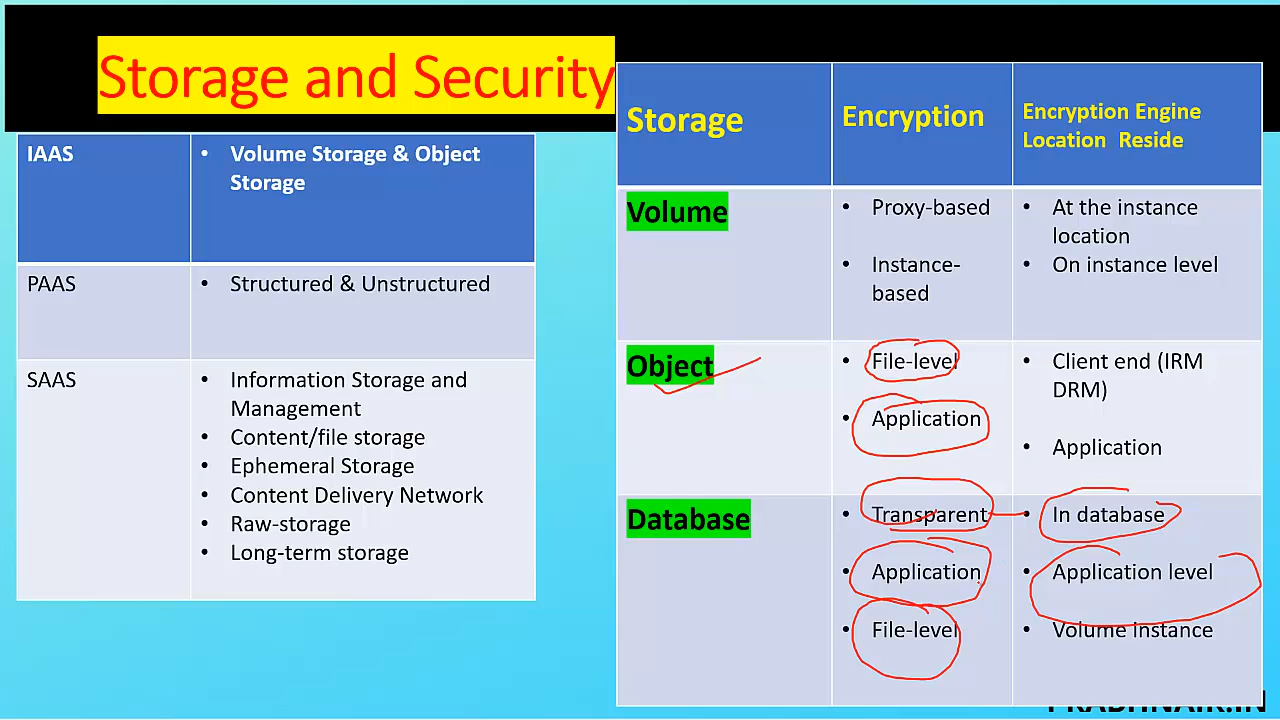 Storage and Security
IAAS
• Volume Storage & Object
Storage
PAAS
• Structured & Unstructured
SAAS
• Information Storage and
Management
• Content/file storage
• Ephemeral Storage
• Content Delivery Network
• Raw-storage
• Long-term storage
Storage
Encryption
Encryption Engine
Location Reside
Volume
• Proxy-based
• Instance-
based
• At the instance
location
• On instance level
Object
• File-level
• Application
• Client end (IRM
DRM)
• Application
Database
• Transparent
• Application
• File-level
• In database
• Application level
• Volume instance